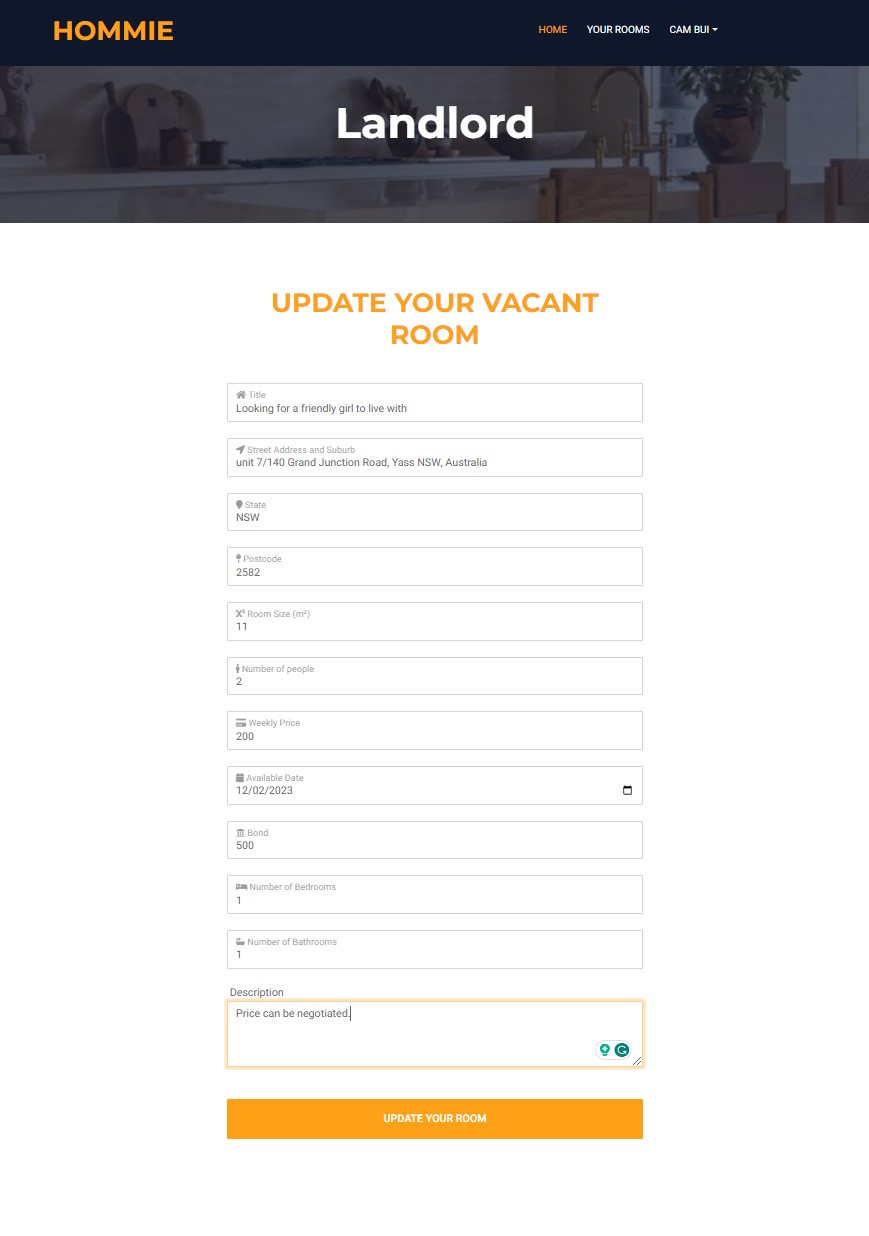 HOMMIE
HOME YOUR ROOMS CAM BUI
Landlord
UPDATE YOUR VACANT
ROOM
Title
Looking for a friendly girl to live with
Street Address and Suburb
unit 7/140 Grand Junction Road, Yass NSW, Australia
State
NSW
Postcode
2582
Room Size (m²)
11
Number of people
2
Weekly Price
200
Available Date
12/02/2023
Bond
500
Number of Bedrooms
1
Number of Bathrooms
1
Description
Price can be negotiated.
UPDATE YOUR ROOM